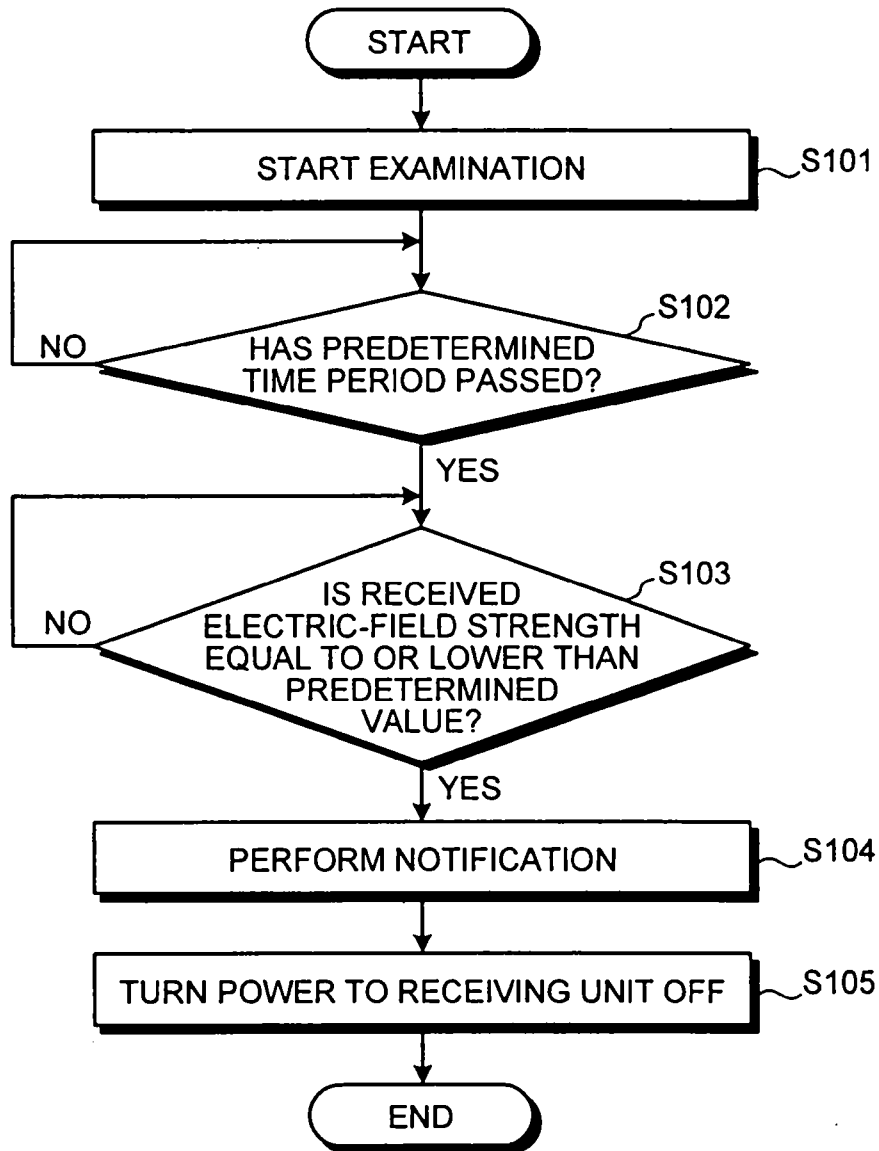 START
START EXAMINATION
S101
S102
HAS PREDETERMINED
TIME PERIOD PASSED?
NO
YES
S103
IS RECEIVED
ELECTRIC-FIELD STRENGTH
EQUAL TO OR LOWER THAN
PREDETERMINED
VALUE?
NO
YES
PERFORM NOTIFICATION
S104
TURN POWER TO RECEIVING UNIT OFF
S105
END